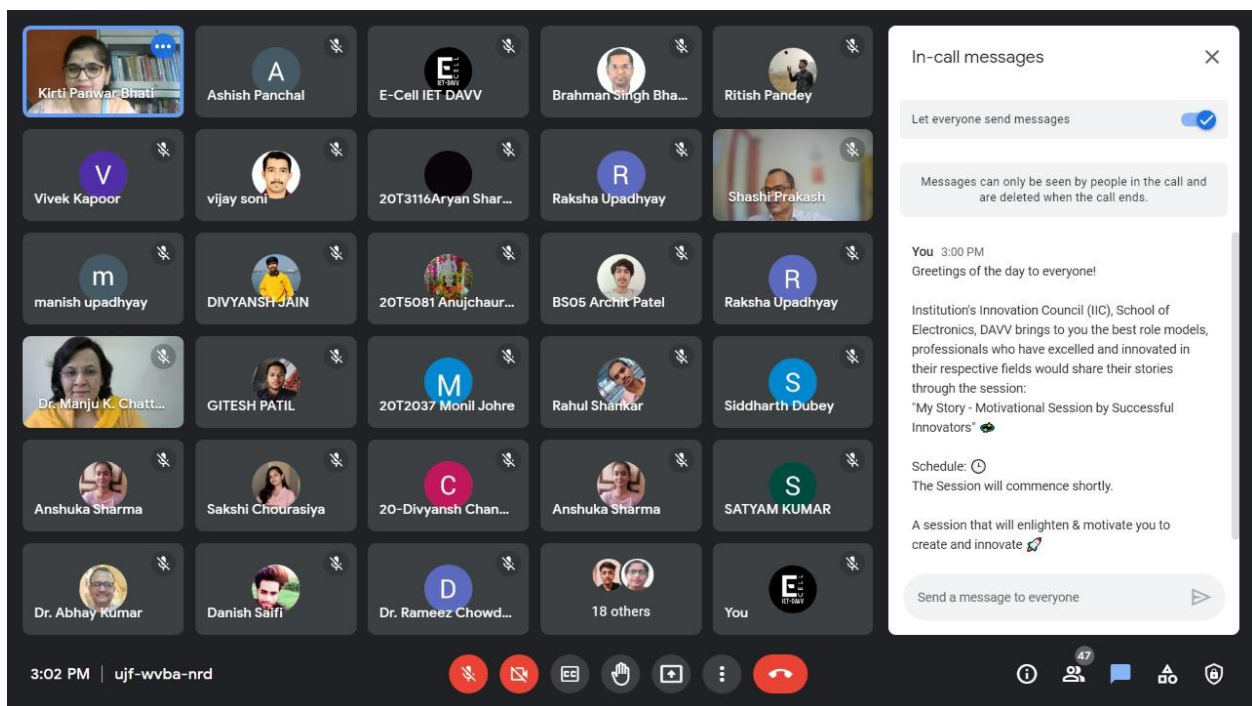 Kirti Panwar Bhati
A
Ashish Panchal
E
CELL
IET-DAVV
E-Cell IET DAVV
Brahman Singh Bha...
Ritish Pandey
V
Vivek Kapoor
vijay soni
20T3116Aryan Shar...
R
Raksha Upadhyay
Shashi Prakash
m
manish upadhyay
DIVYANSH JAIN
20T5081 Anujchaur...
BS05 Archit Patel
R
Raksha Upadhyay
Dr. Manju K. Chatt...
GITESH PATIL
M
20T2037 Monil Johre
Rahul Shankar
S
Siddharth Dubey
Anshuka Sharma
Sakshi Chourasiya
C
20-Divyansh Chan...
Anshuka Sharma
S
SATYAM KUMAR
Dr. Abhay Kumar
Danish Saifi
D
Dr. Rameez Chowd...
18 others
E
CELL
IET-DAVV
You
In-call messages
Let everyone send messages
Messages can only be seen by people in the call and
are deleted when the call ends.
You 3:00 PM
Greetings of the day to everyone!
Institution's Innovation Council (IIC), School of
Electronics, DAVV brings to you the best role models,
professionals who have excelled and innovated in
their respective fields would share their stories
through the session:
"My Story - Motivational Session by Successful
Innovators"
Schedule:
The Session will commence shortly.
A session that will enlighten & motivate you to
create and innovate 🚀
Send a message to everyone
3:02 PM | ujf-wvba-nrd
CC
47